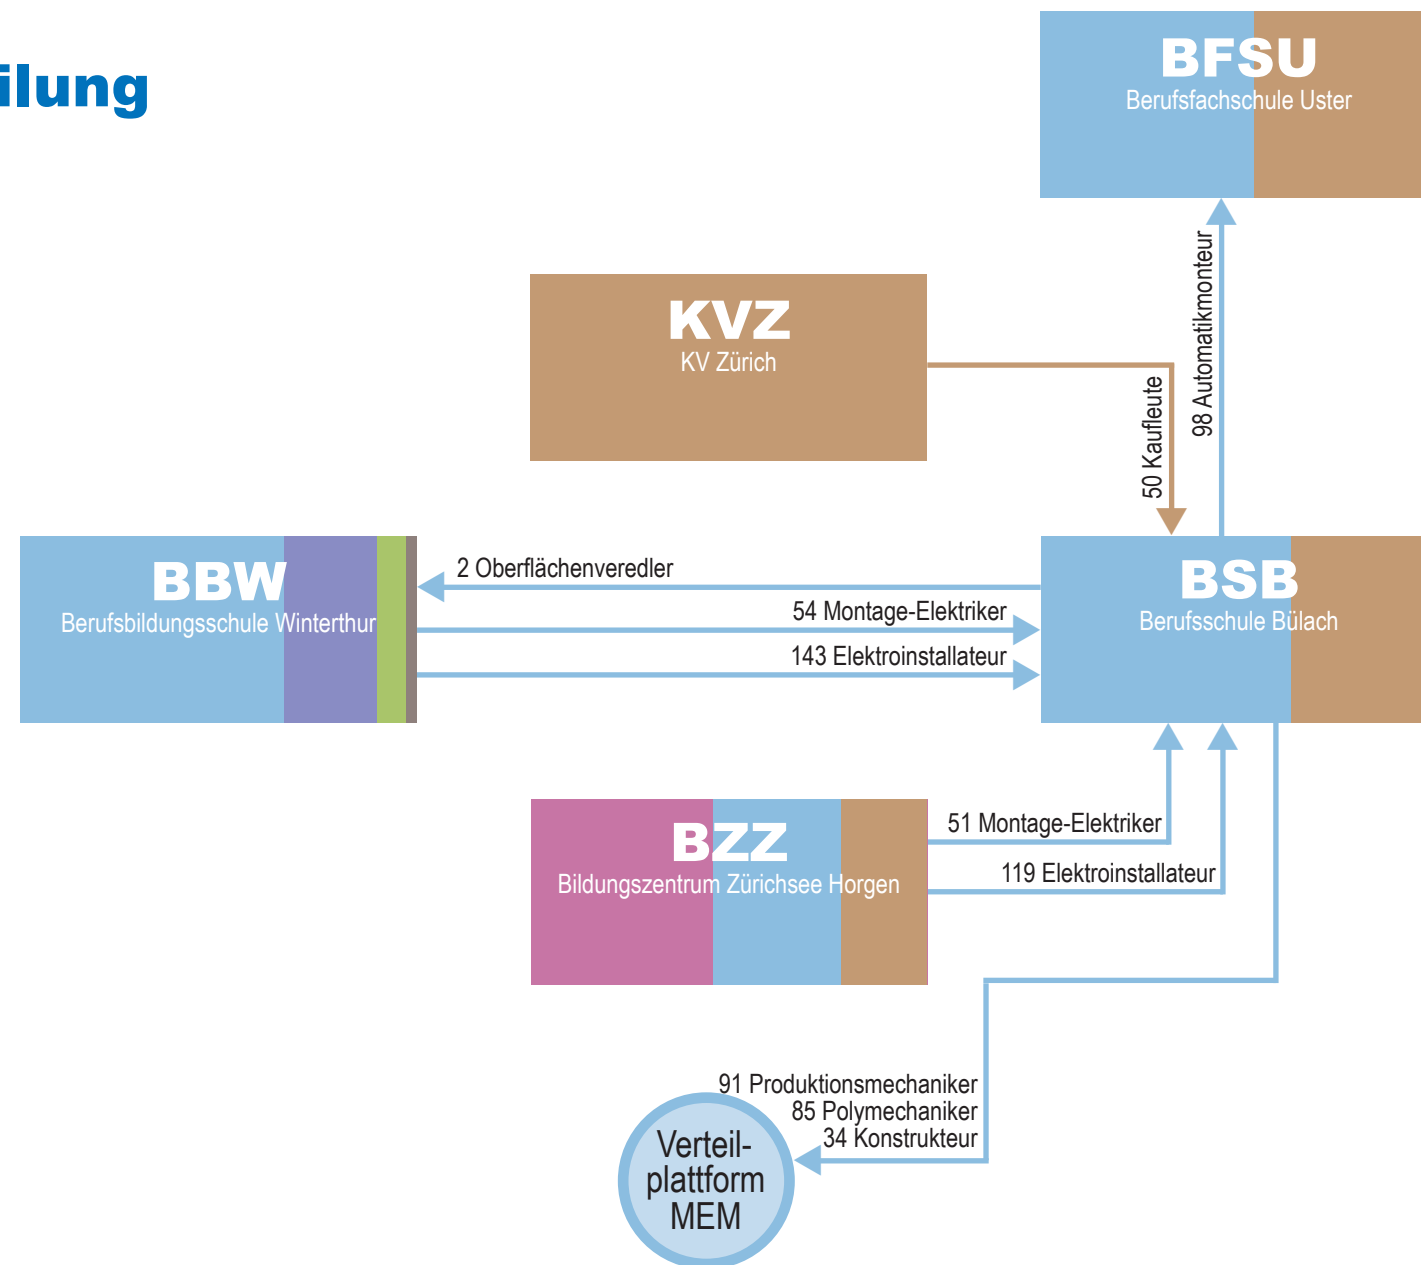 ilung
BFSU
Berufsfachschule Uster
98 Automatikmonteur
KVZ
KV Zürich
50 Kaufleute
BBW
Berufsbildungsschule Winterthur
2 Oberflächenveredler
54 Montage-Elektriker
143 Elektroinstallateur
BSB
Berufsschule Bülach
BZZ
Bildungszentrum Zürichsee Horgen
51 Montage-Elektriker
119 Elektroinstallateur
91 Produktionsmechaniker
85 Polymechaniker
34 Konstrukteur
Verteil-
plattform
MEM